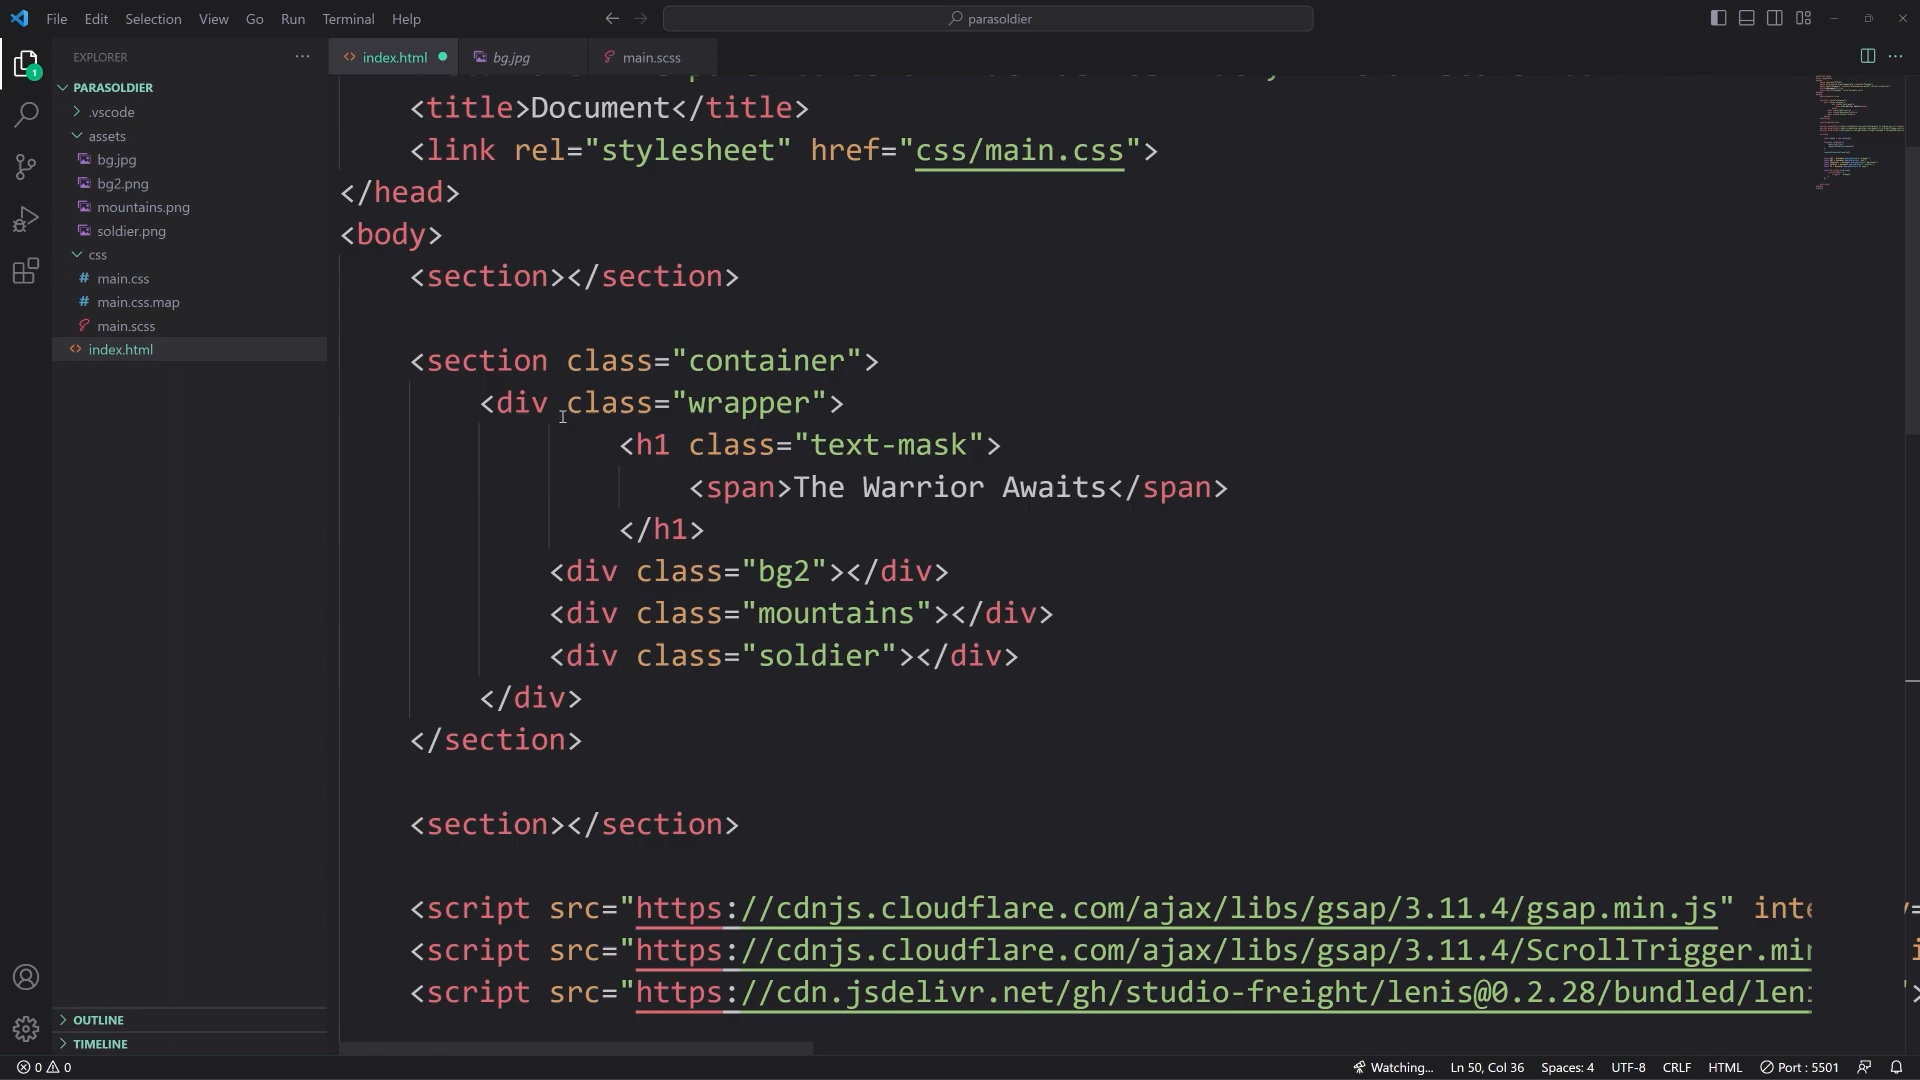 File Edit Selection View Go Run Terminal Help
parasoldier
EXPLORER
index.html
bg.jpg
main.scss
1
PARASOLDIER
.vscode
assets
bg.jpg
bg2.png
mountains.png
soldier.png
css
main.css
main.css.map
main.scss
index.html
<title>Document</title>
<link rel="stylesheet" href="css/main.css">
</head>
<body>
<section></section>
<section class="container">
<div class="wrapper">
<h1 class="text-mask">
<span>The Warrior Awaits</span>
</h1>
<div class="bg2"></div>
<div class="mountains"></div>
<div class="soldier"></div>
</div>
</section>
<section></section>
<script src="https://cdnjs.cloudflare.com/ajax/libs/gsap/3.11.4/gsap.min.js" inte
<script src="https://cdnjs.cloudflare.com/ajax/libs/gsap/3.11.4/ScrollTrigger.min
<script src="https://cdn.jsdelivr.net/gh/studio-freight/lenis@0.2.28/bundled/leni
OUTLINE
TIMELINE
0 0
Watching... Ln 50, Col 36 Spaces: 4 UTF-8 CRLF HTML Port : 5501